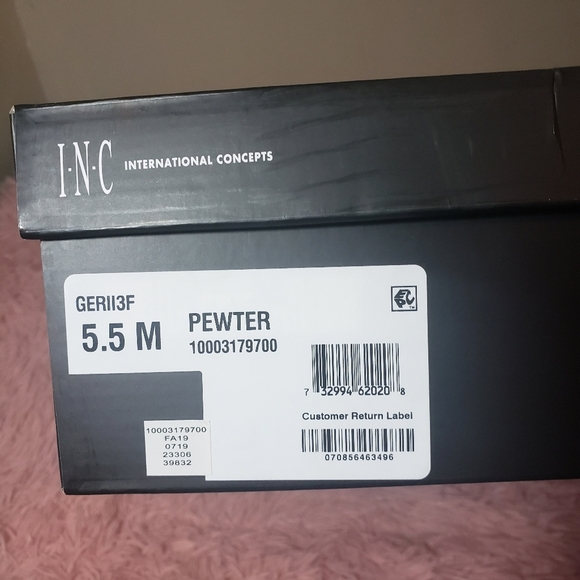 I·N·C INTERNATIONAL CONCEPTS
GERII3F
5.5 M
PEWTER
10003179700
7 32994 62020 8
Customer Return Label
070856463496
10003179700
FA19
0719
23306
39832